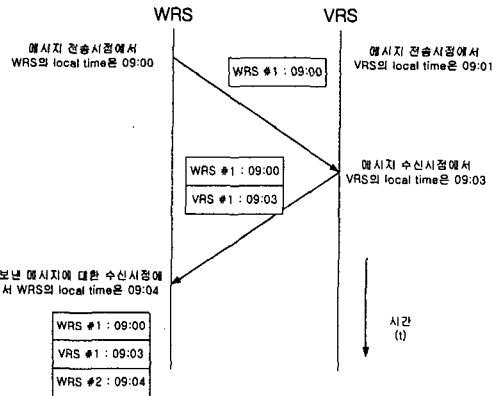 WRS
VRS
메시지 전송시점에서
WRS의 local time은 09:00
메시지 전송시점에서
VRS의 local time은 09:01
WRS #1 : 09:00
메시지 수신시점에서
VRS의 local time은 09:03
WRS #1 : 09:00
VRS #1 : 09:03
보낸 메시지에 대한 수신시점에
서 WRS의 local time은 09:04
WRS #1 : 09:00
VRS #1 : 09:03
WRS #2 : 09:04
시간
(t)